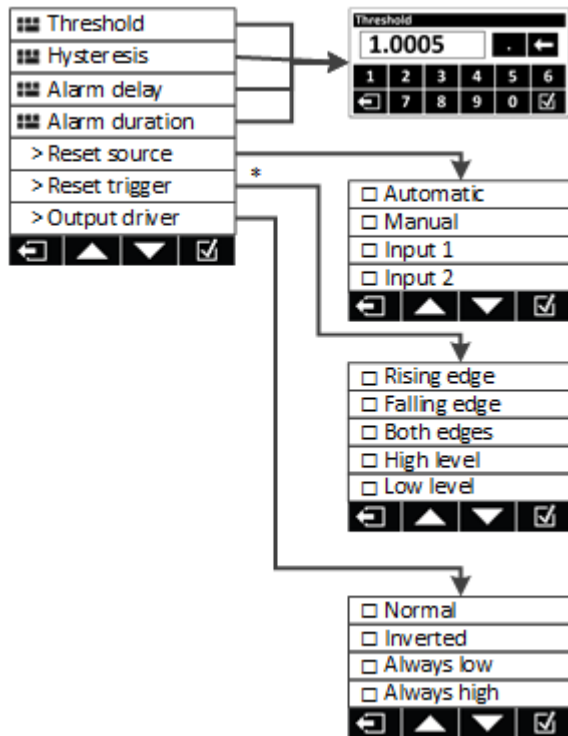 Threshold
Hysteresis
Alarm delay
Alarm duration
> Reset source
> Reset trigger
> Output driver
Threshold
1.0005 .
1 2 3 4 5 6
7 8 9 0
*
Automatic
Manual
Input 1
Input 2
Rising edge
Falling edge
Both edges
High level
Low level
Normal
Inverted
Always low
Always high